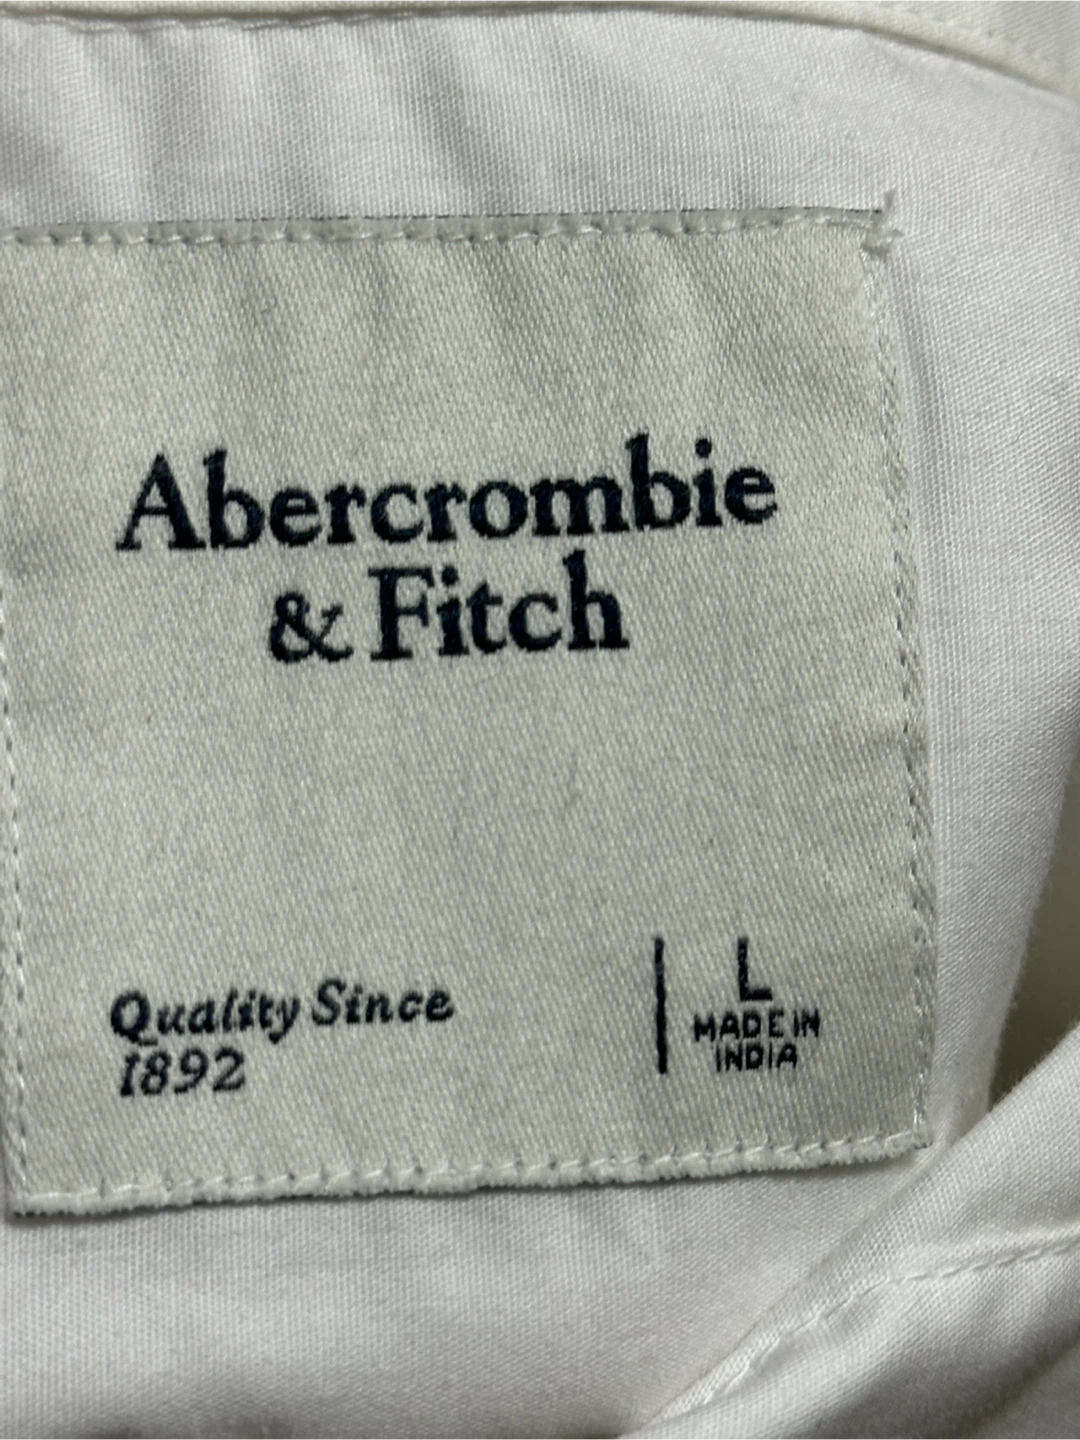 Abercrombie
& Fitch
Quality Since
1892
L
MADE IN
INDIA